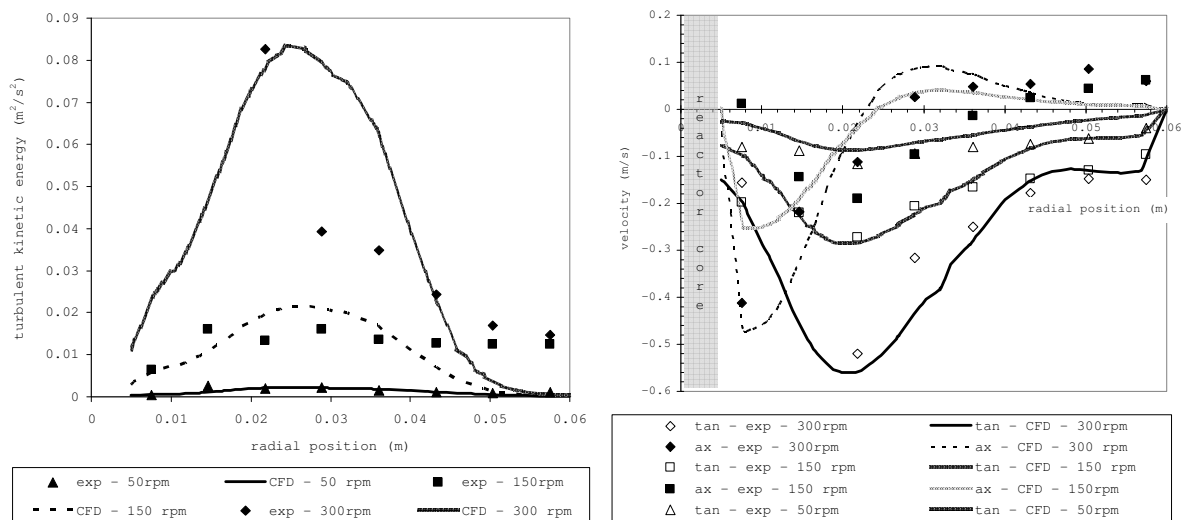 0.09
0.08
0.07
0.06
0.05
0.04
0.03
0.02
0.01
0
turbulent kinetic energy (m²/s²)
0 0.01 0.02 0.03 0.04 0.05 0.06
radial position (m)
exp - 50rpm CFD - 50 rpm exp - 150rpm
CFD - 150 rpm exp - 300rpm CFD - 300 rpm
0.2
0.1
0
-0.1
-0.2
-0.3
-0.4
-0.5
-0.6
velocity (m/s)
reactor core
0 0.01 0.02 0.03 0.04 0.05 0.06
radial position (m)
tan - exp - 300rpm tan - CFD - 300rpm
ax - exp - 300rpm ax - CFD - 300 rpm
tan - exp - 150 rpm tan - CFD - 150 rpm
ax - exp - 150 rpm ax - CFD - 150rpm
tan - exp - 50rpm tan - CFD - 50rpm